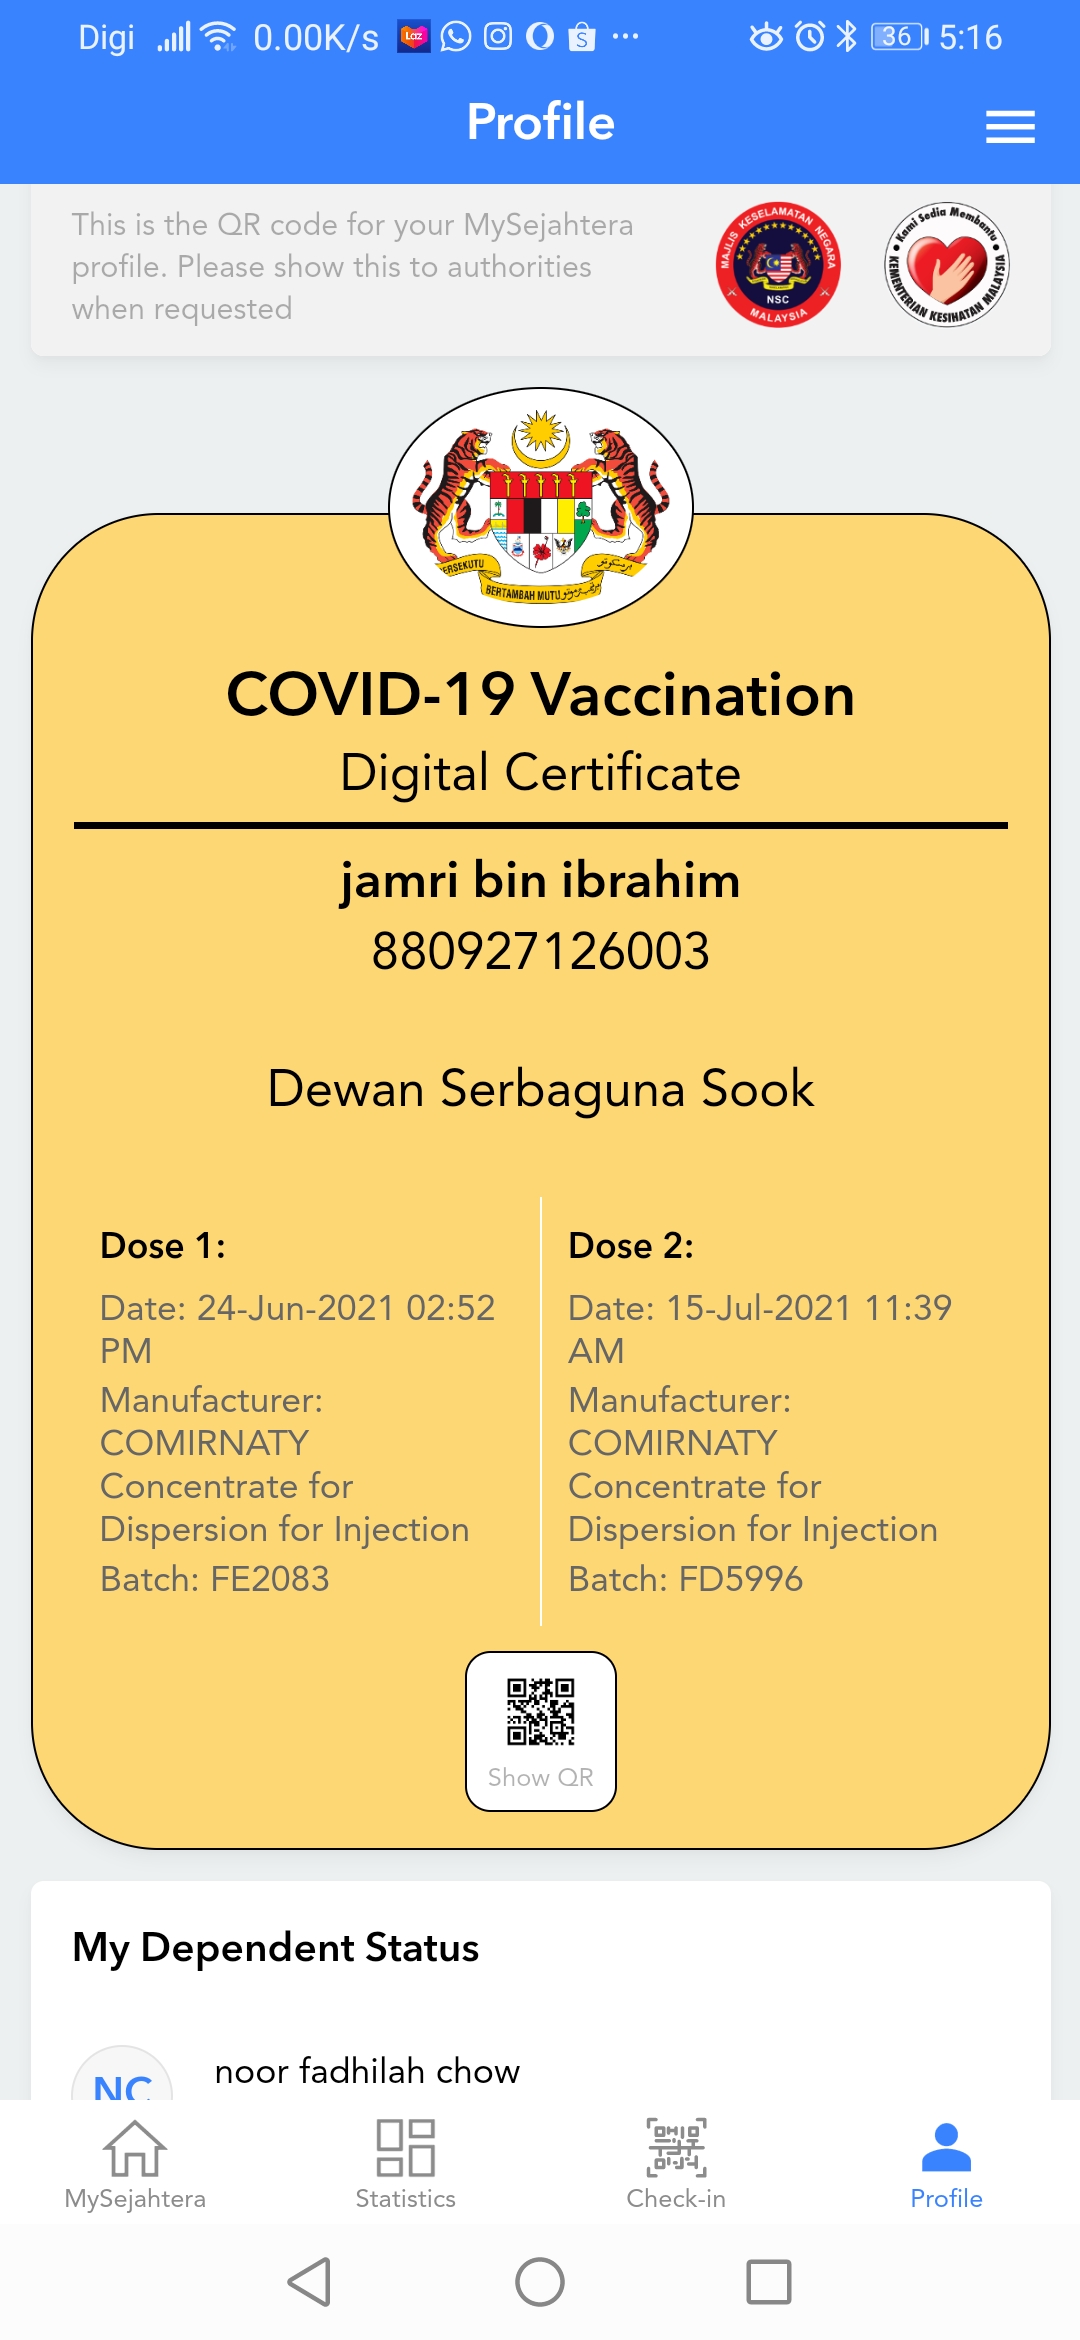 Digi 0.00K/s Laz S ... 36 5:16
Profile
This is the QR code for your MySejahtera
profile. Please show this to authorities
when requested
MAJLIS KESELAMATAN NEGARA
NSC
MALAYSIA
Kami Sedia Membantu
KEMENTERIAN KESIHATAN MALAYSIA
ERSEKUTU
BERTAMBAH MUTU
COVID-19 Vaccination
Digital Certificate
jamri bin ibrahim
880927126003
Dewan Serbaguna Sook
Dose 1:
Date: 24-Jun-2021 02:52
PM
Manufacturer:
COMIRNATY
Concentrate for
Dispersion for Injection
Batch: FE2083
Dose 2:
Date: 15-Jul-2021 11:39
AM
Manufacturer:
COMIRNATY
Concentrate for
Dispersion for Injection
Batch: FD5996
Show QR
My Dependent Status
NC
noor fadhilah chow
MySejahtera
Statistics
Check-in
Profile